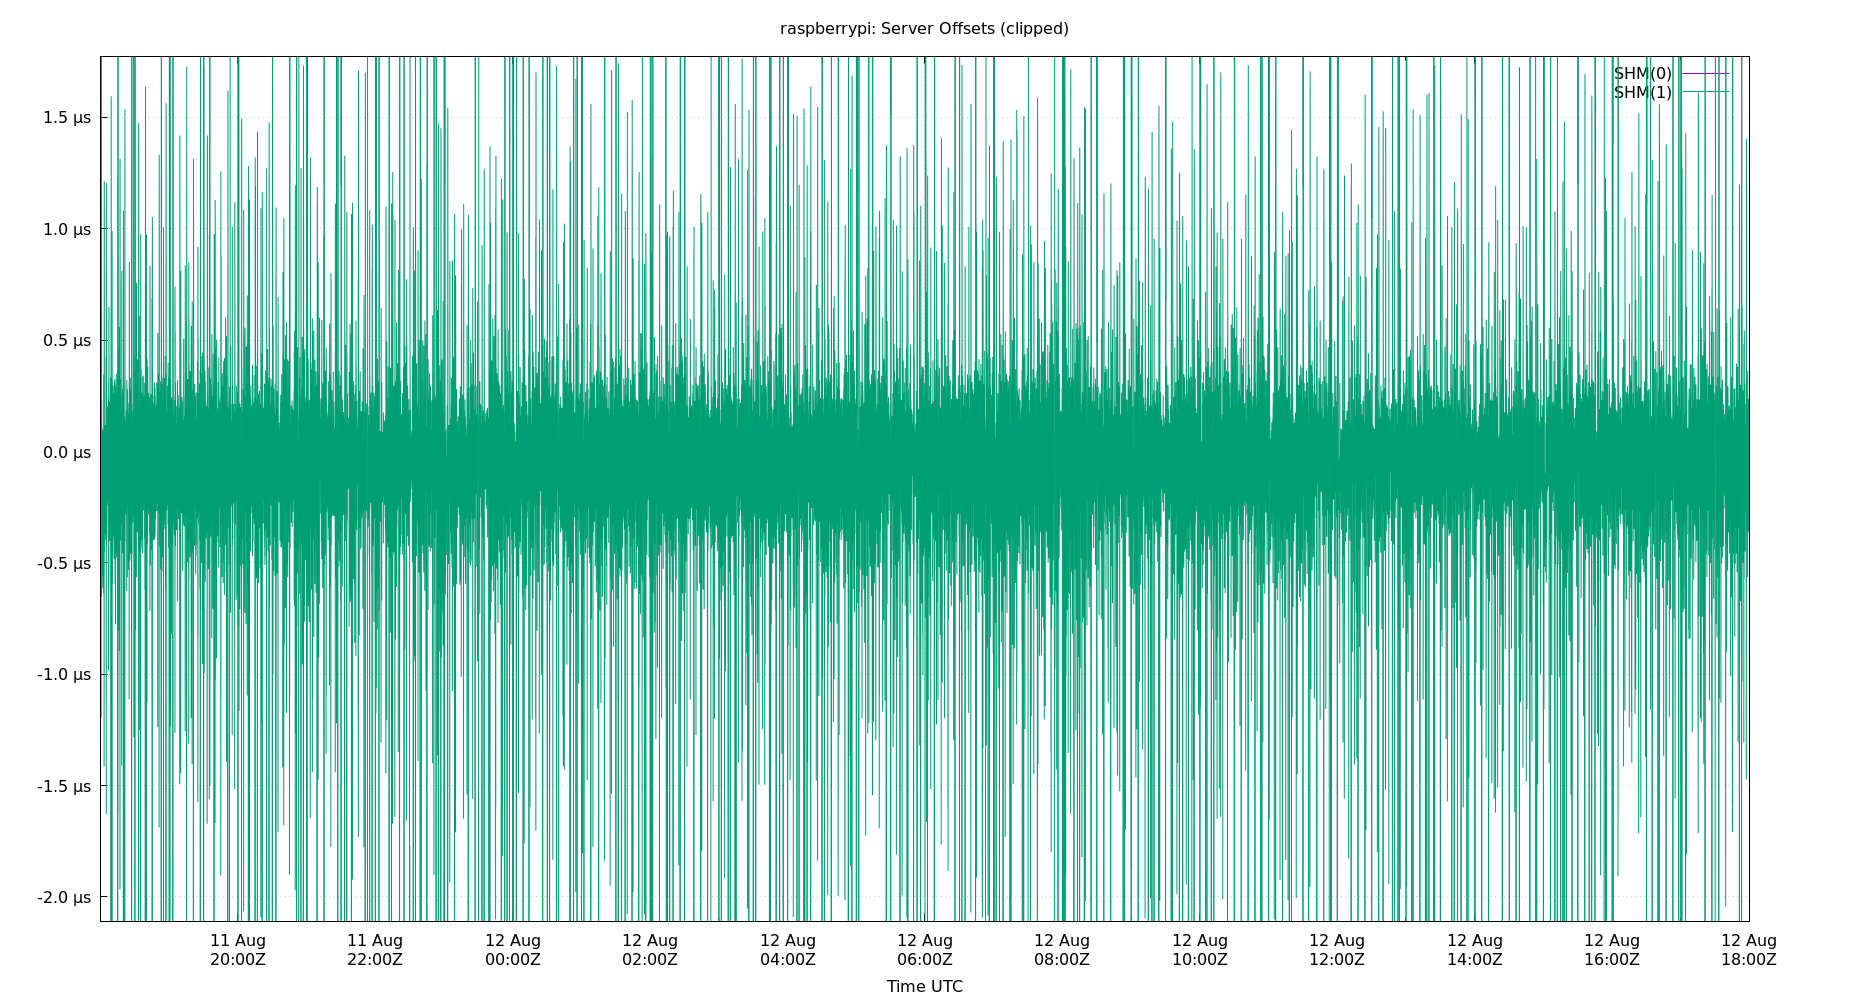 raspberrypi: Server Offsets (clipped)
SHM(0)
SHM(1)
1.5 µs
1.0 µs
0.5 µs
0.0 µs
-0.5 µs
-1.0 µs
-1.5 µs
-2.0 µs
11 Aug 11 Aug 12 Aug 12 Aug 12 Aug 12 Aug 12 Aug 12 Aug 12 Aug 12 Aug 12 Aug 12 Aug
20:00Z 22:00Z 00:00Z 02:00Z 04:00Z 06:00Z 08:00Z 10:00Z 12:00Z 14:00Z 16:00Z 18:00Z
Time UTC